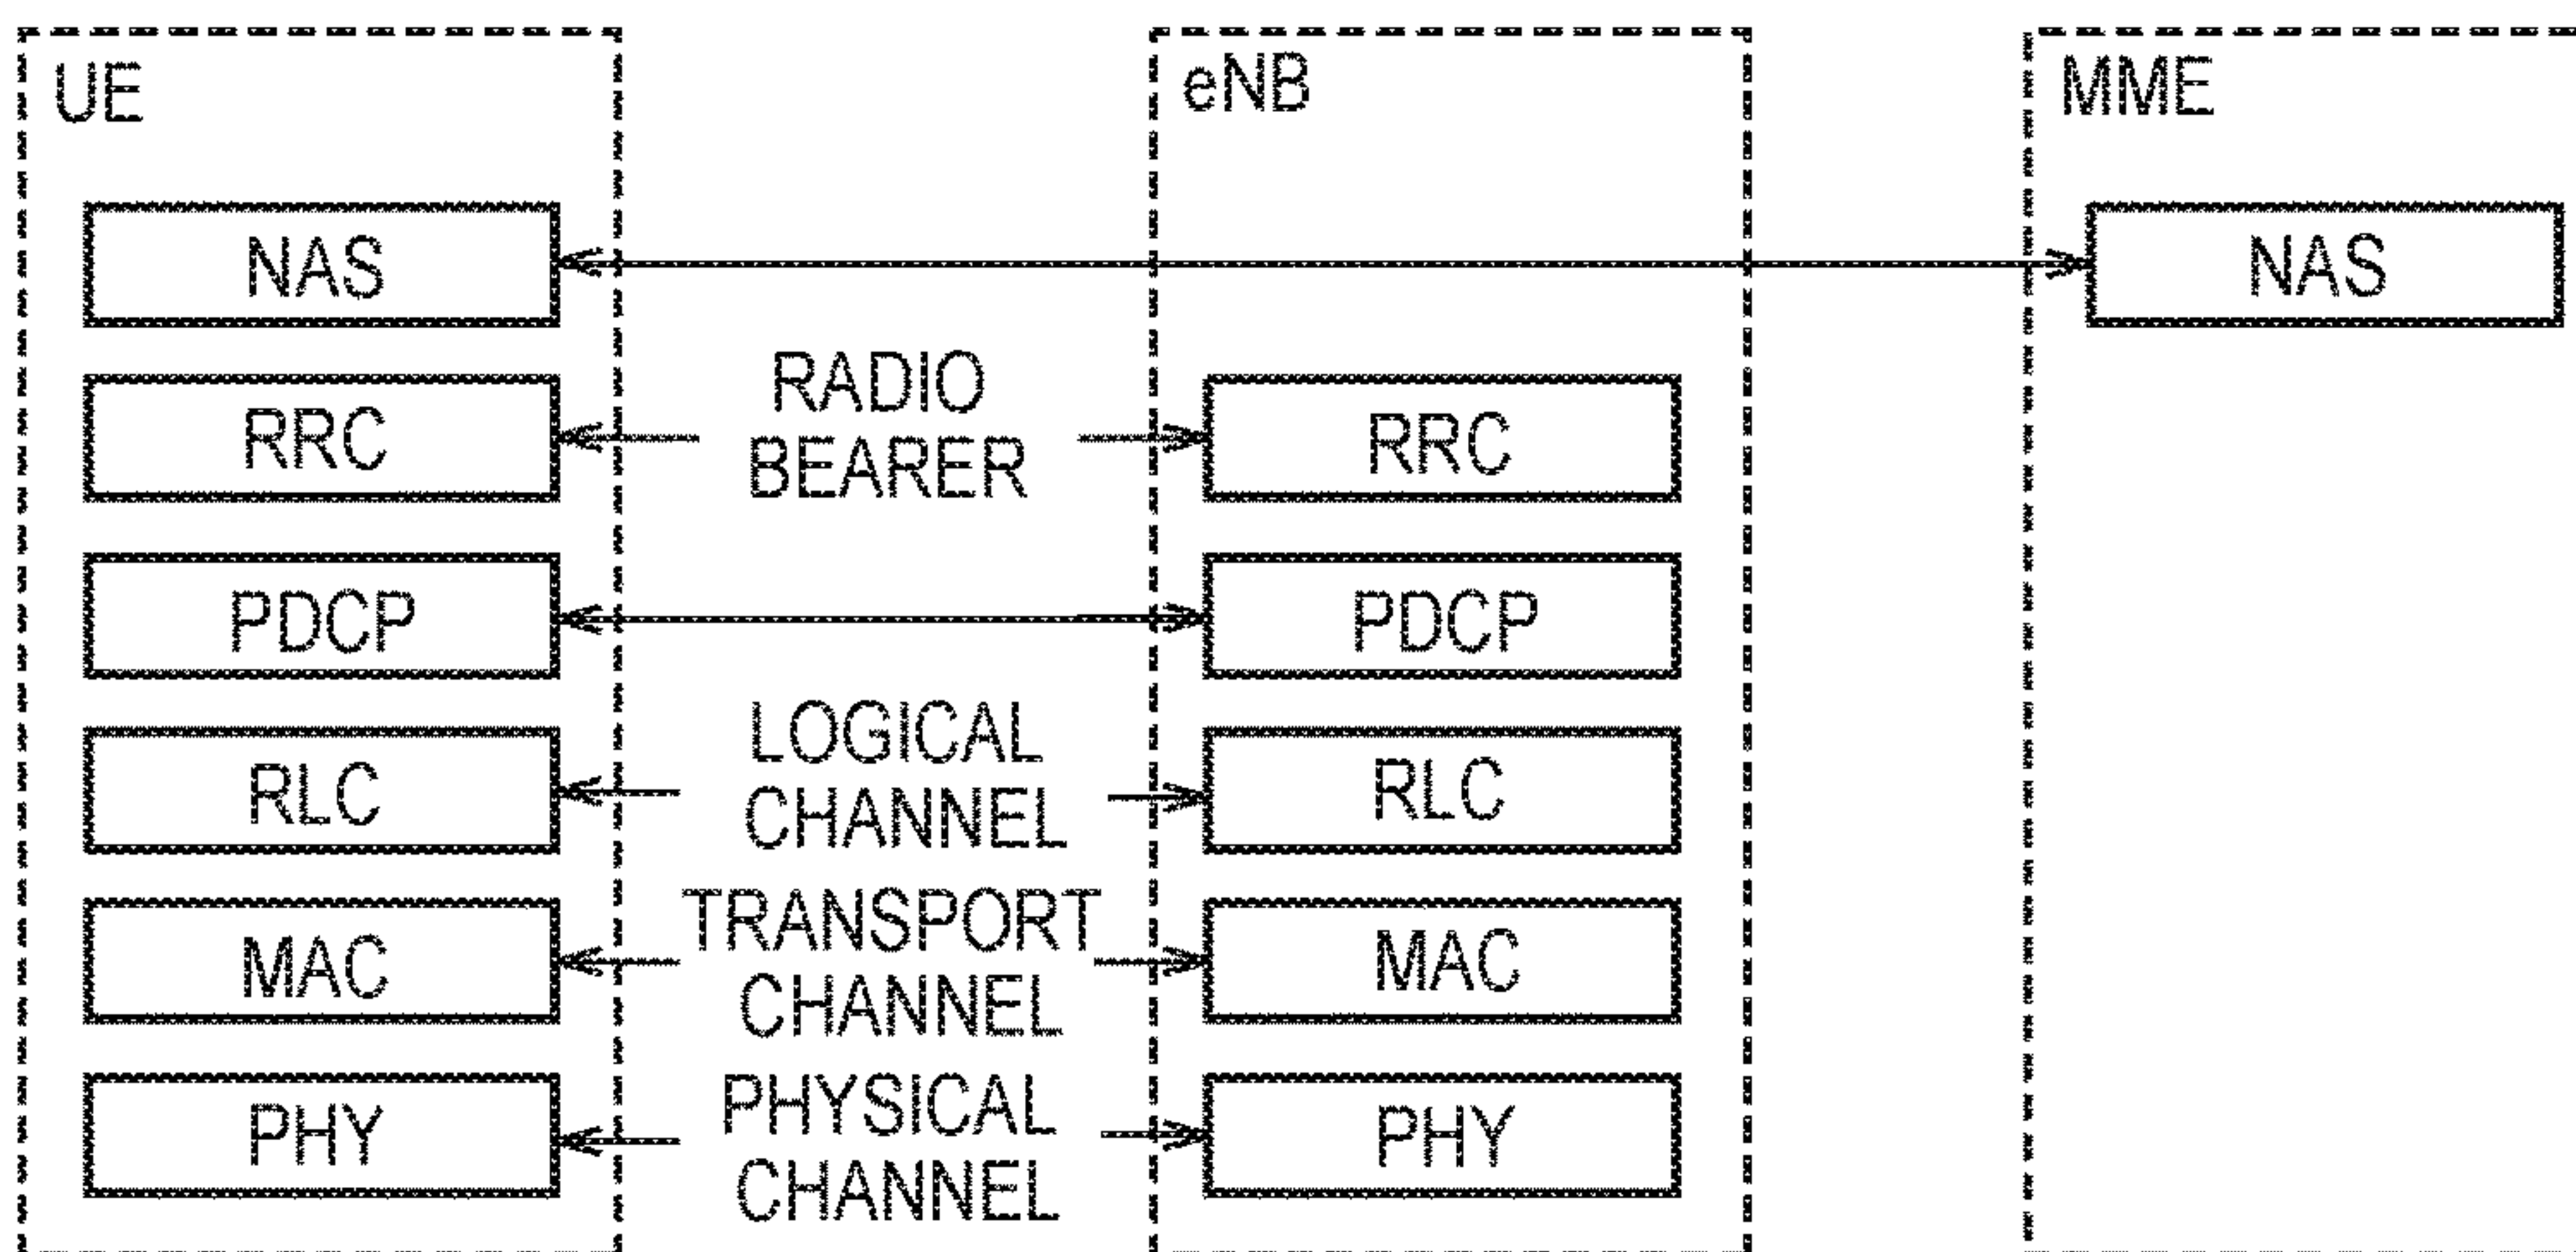 UE
eNB
MME
NAS
NAS
RADIO
BEARER
RRC
RRC
PDCP
PDCP
LOGICAL
CHANNEL
RLC
RLC
TRANSPORT
CHANNEL
MAC
MAC
PHYSICAL
CHANNEL
PHY
PHY